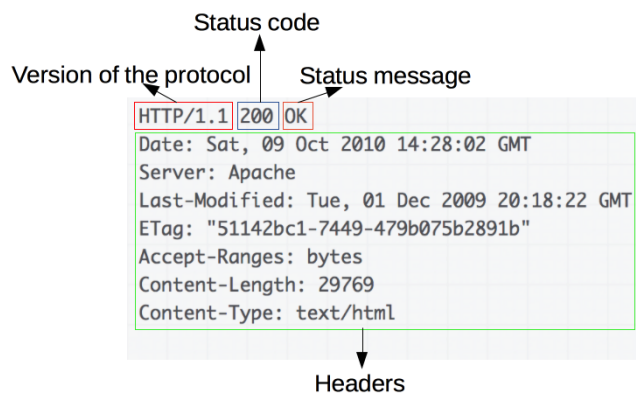 Status code
Version of the protocol
Status message
HTTP/1.1 200 OK
Date: Sat, 09 Oct 2010 14:28:02 GMT
Server: Apache
Last-Modified: Tue, 01 Dec 2009 20:18:22 GMT
ETag: "51142bc1-7449-479b075b2891b"
Accept-Ranges: bytes
Content-Length: 29769
Content-Type: text/html
Headers